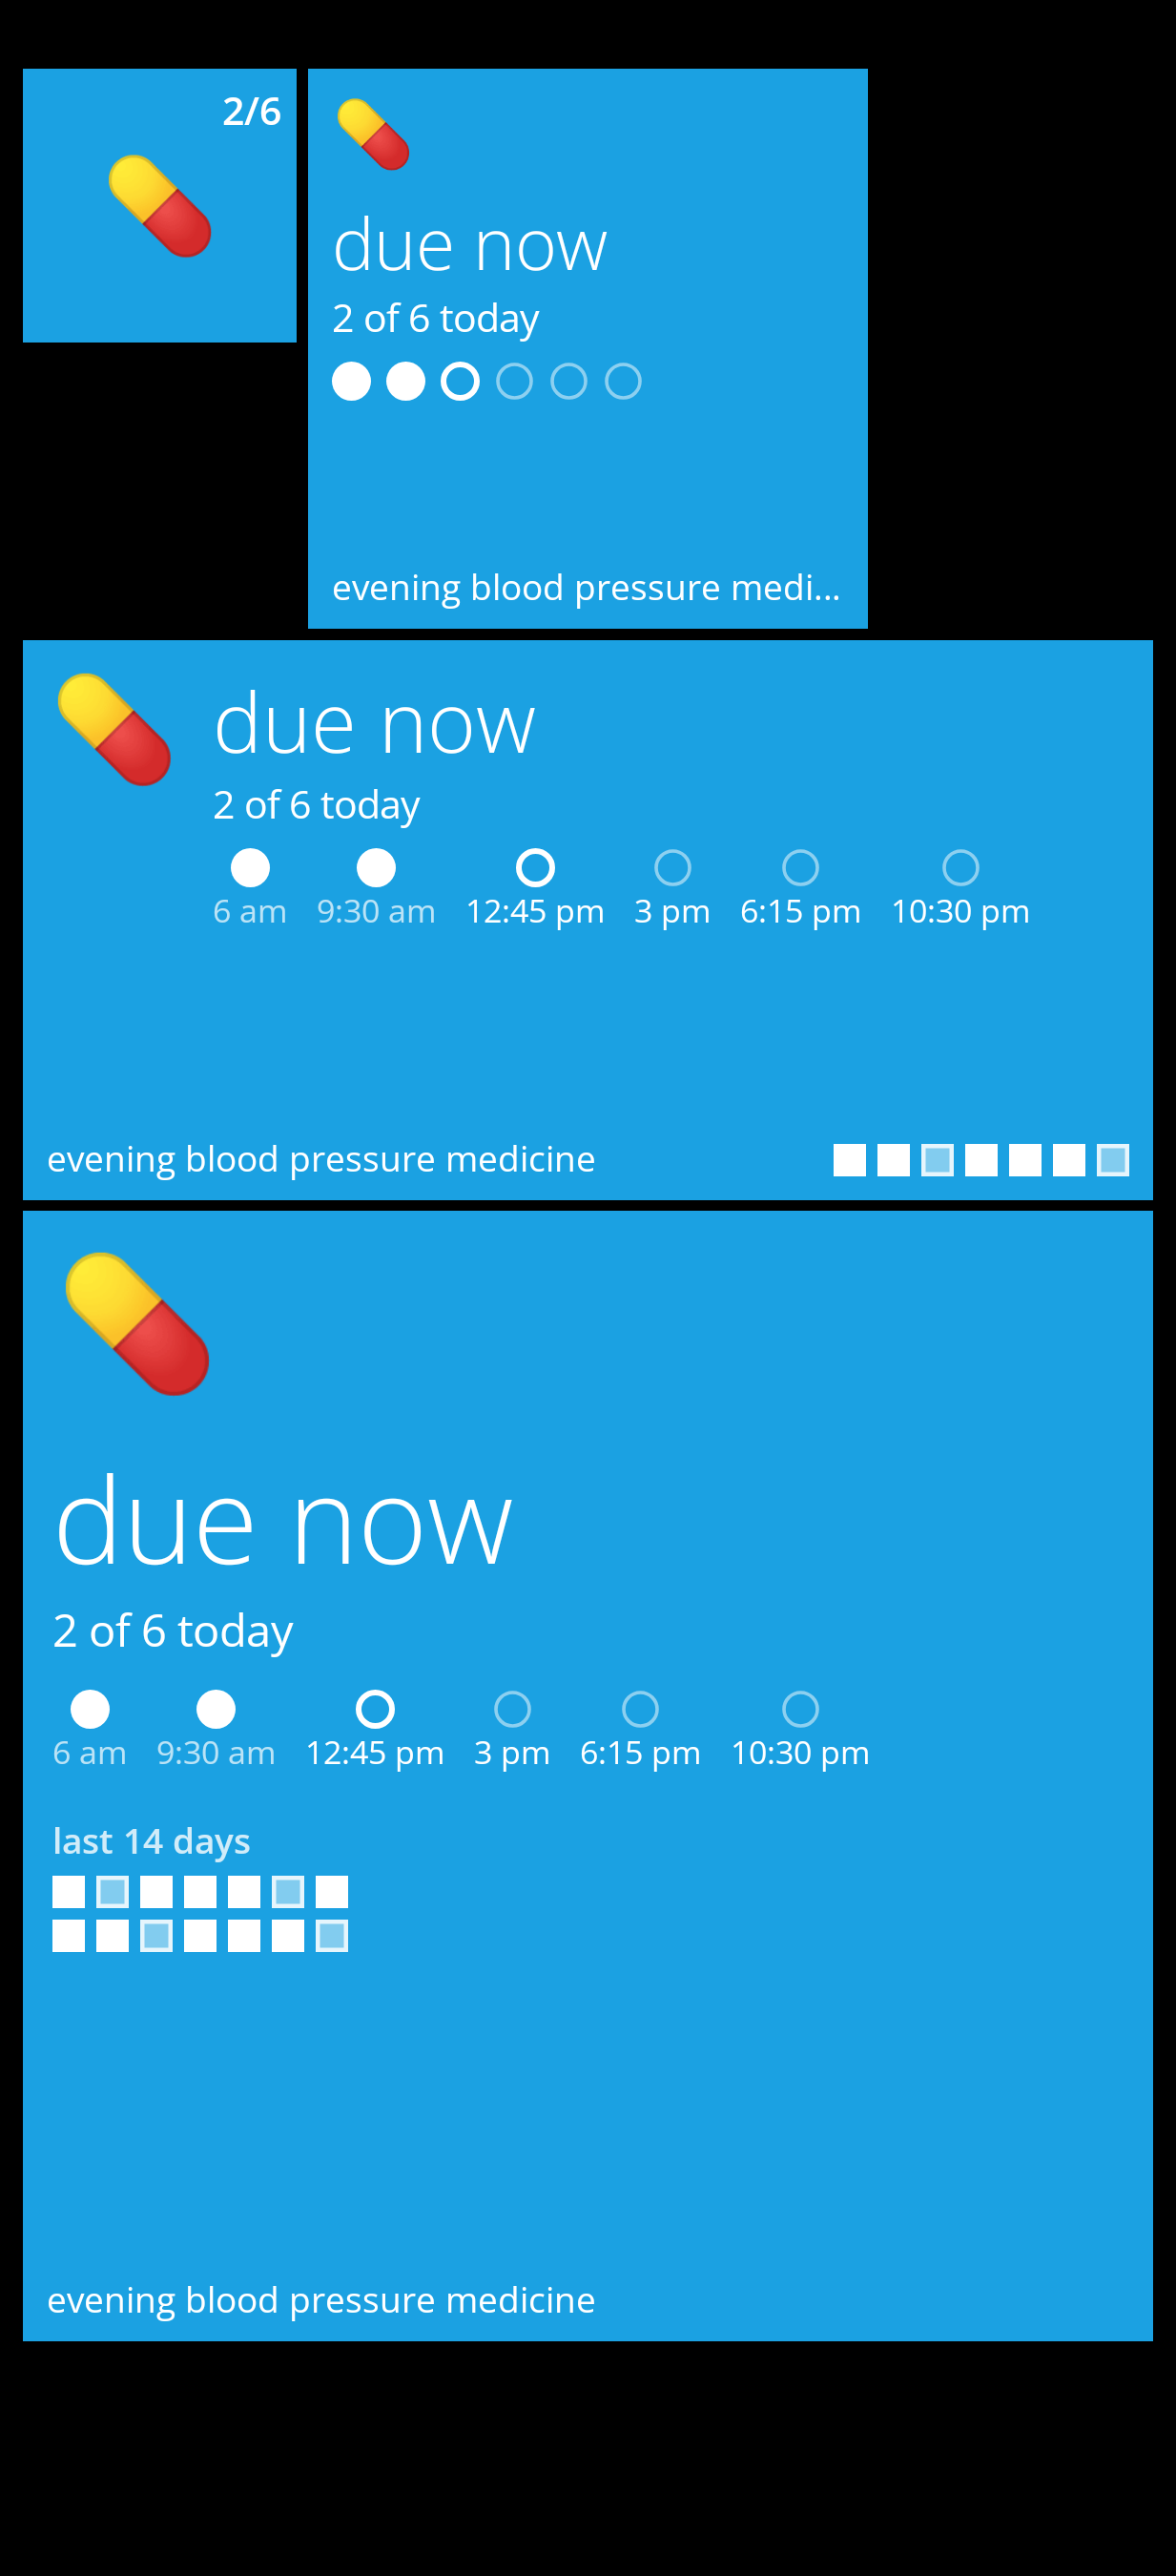 2/6
due now
2 of 6 today
evening blood pressure medi...
due now
2 of 6 today
6 am 9:30 am 12:45 pm 3 pm 6:15 pm 10:30 pm
evening blood pressure medicine
due now
2 of 6 today
6 am 9:30 am 12:45 pm 3 pm 6:15 pm 10:30 pm
last 14 days
evening blood pressure medicine